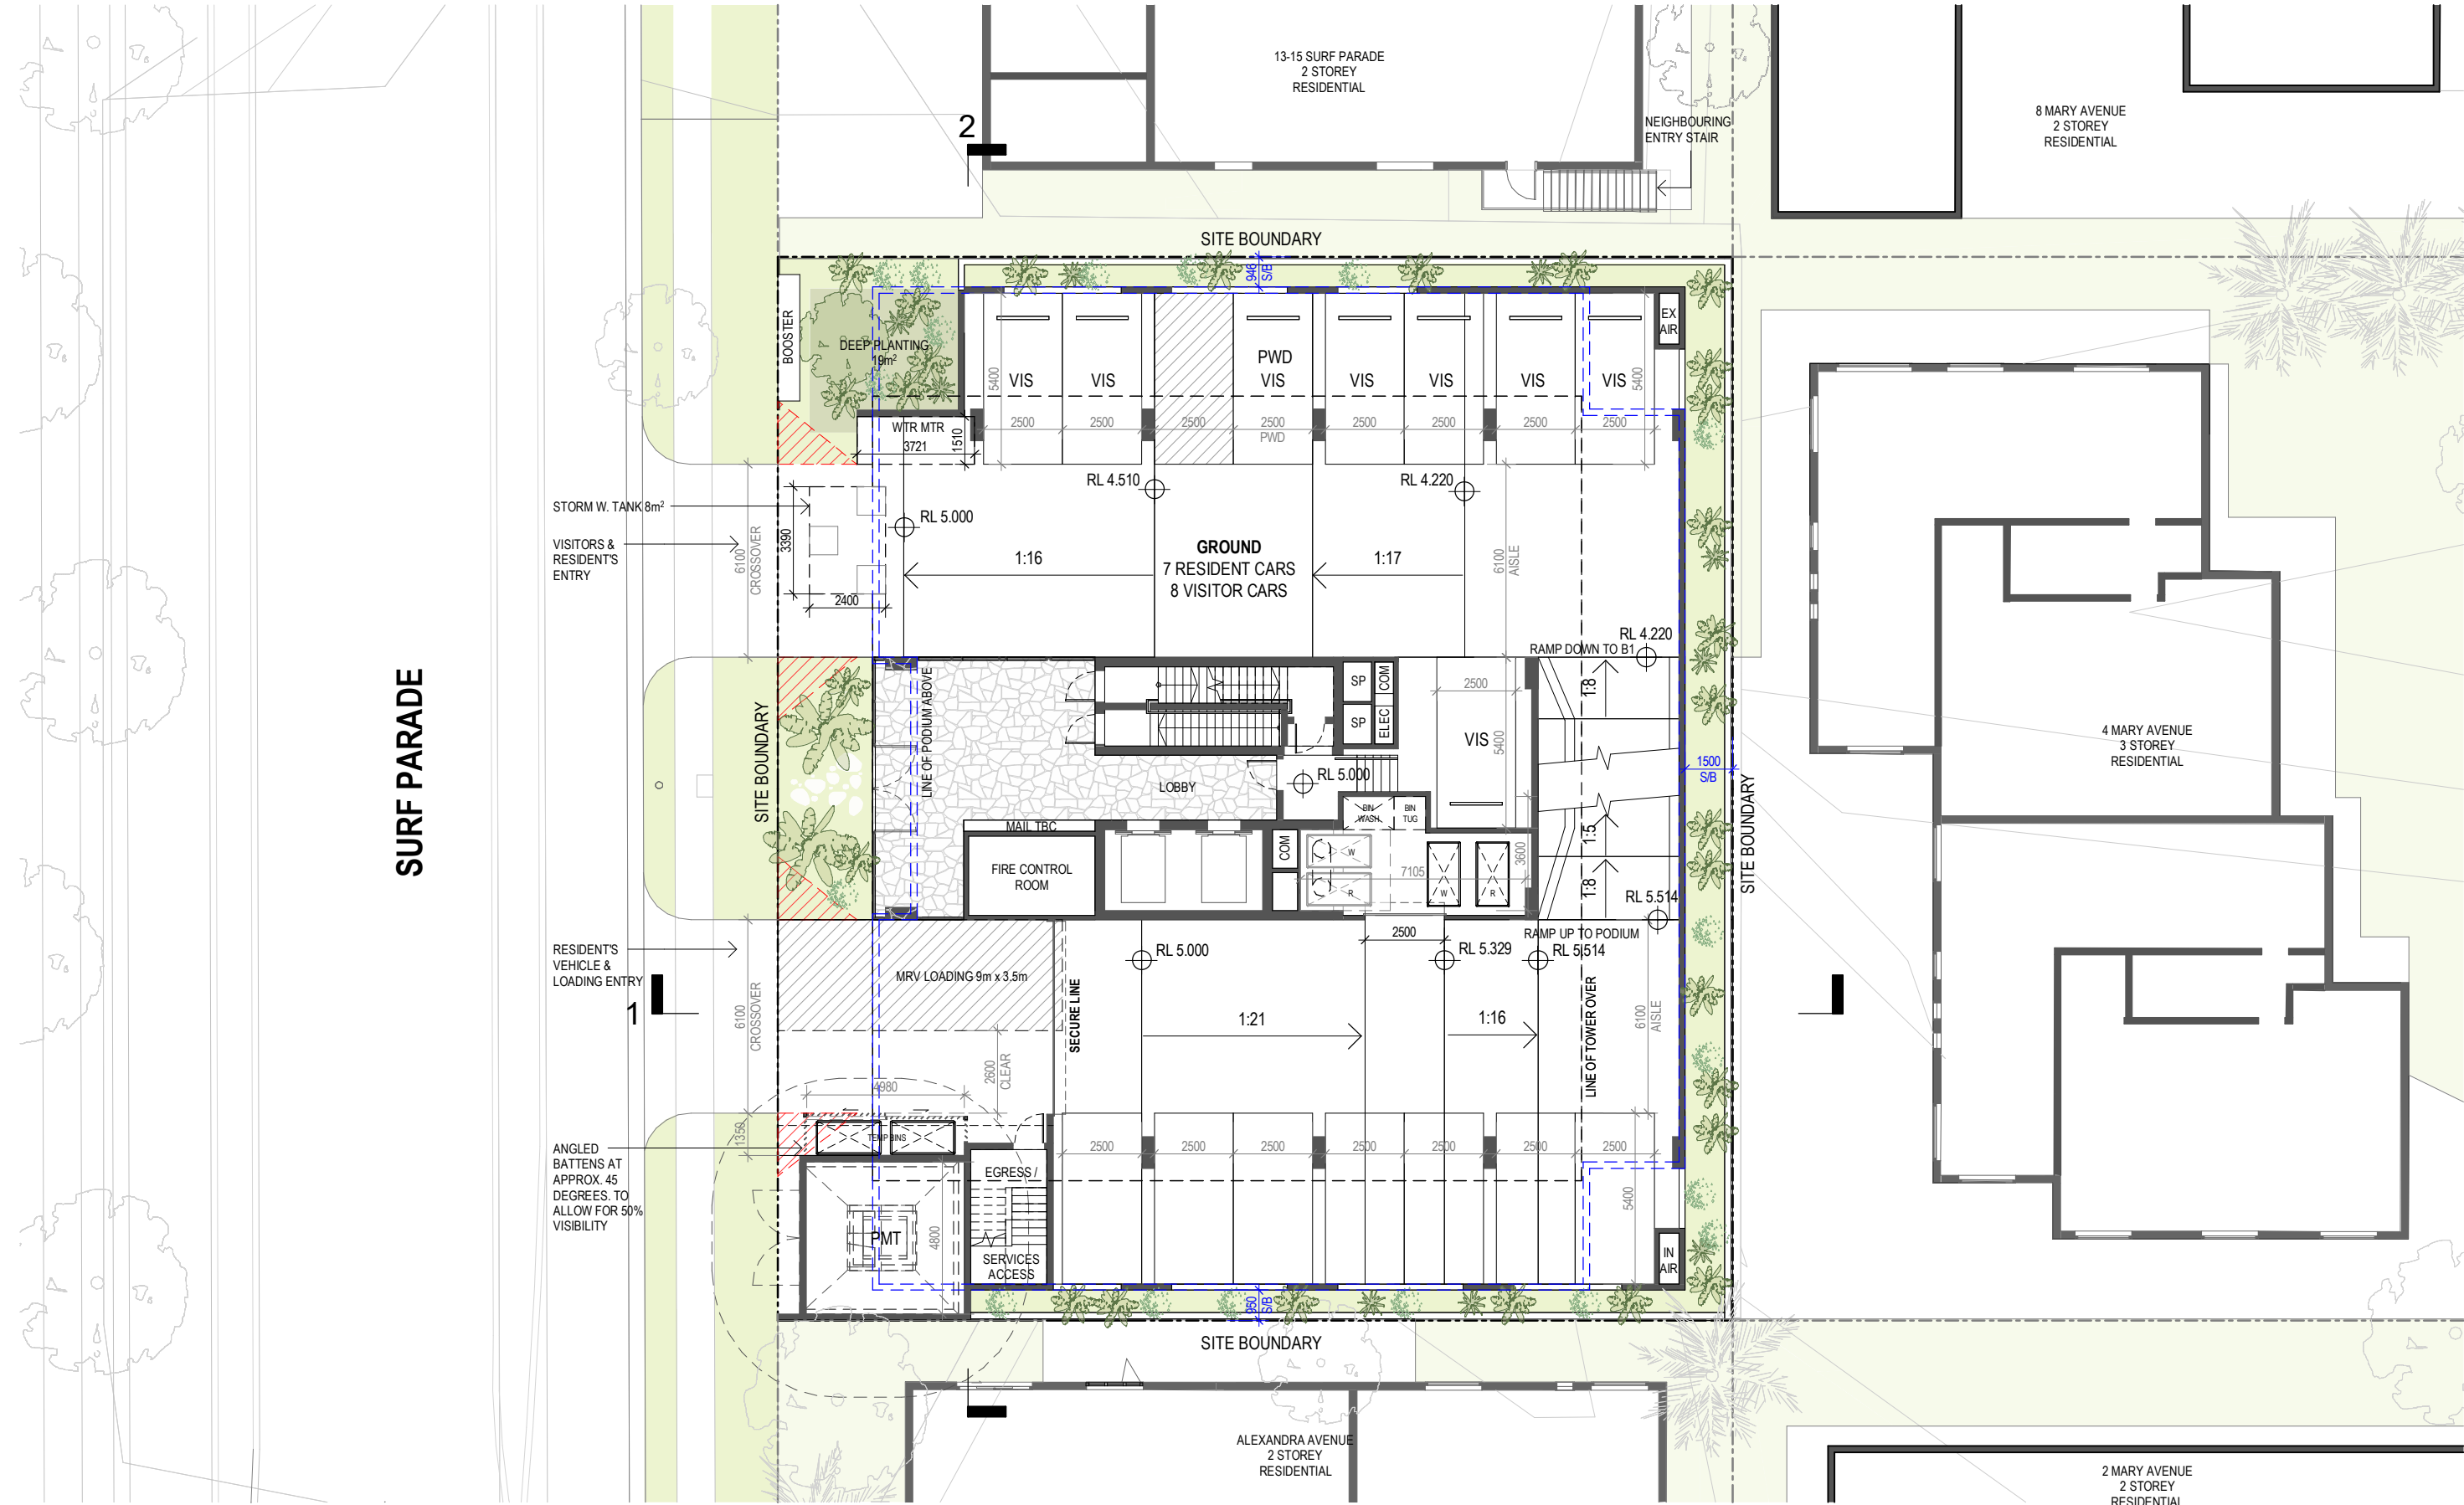 13-15 SURF PARADE
2 STOREY
RESIDENTIAL
8 MARY AVENUE
2 STOREY
RESIDENTIAL
2
NEIGHBOURING
ENTRY STAIR
SITE BOUNDARY
946
S/B
BOOSTER
DEEP PLANTING
19m²
EX
AIR
VIS
VIS
PWD
VIS
VIS
VIS
VIS
VIS
5400
5400
2500
2500
2500
2500
PWD
2500
2500
2500
2500
WTR MTR
3721
1510
RL 4.510
RL 4.220
STORM W. TANK 8m²
RL 5.000
VISITORS &
RESIDENT'S
ENTRY
6100
CROSSOVER
3390
2400
1:16
GROUND
7 RESIDENT CARS
8 VISITOR CARS
1:17
6100
AISLE
RL 4.220
RAMP DOWN TO B1
SURF PARADE
SITE BOUNDARY
LINE OF PODIUM ABOVE
SP
COM
SP
ELEC
2500
VIS
5400
1:8
4 MARY AVENUE
3 STOREY
RESIDENTIAL
1500
S/B
SITE BOUNDARY
LOBBY
RL 5.000
BIN
WASH
BIN
TUG
MAIL TBC
1:5
FIRE CONTROL
ROOM
COM
W
R
7105
W
R
3600
1:8
RL 5.514
RESIDENT'S
VEHICLE &
LOADING ENTRY
2500
RAMP UP TO PODIUM
RL 5.000
RL 5.329
RL 5.514
MRV LOADING 9m x 3.5m
1
6100
CROSSOVER
SECURE LINE
1:21
1:16
LINE OF TOWER OVER
6100
AISLE
2600
CLEAR
4980
1350
TEMP BINS
ANGLED
BATTENS AT
APPROX. 45
DEGREES. TO
ALLOW FOR 50%
VISIBILITY
2500
2500
2500
2500
2500
2500
2500
EGRESS /
5400
PMT
4800
SERVICES
ACCESS
IN
AIR
950
S/B
SITE BOUNDARY
ALEXANDRA AVENUE
2 STOREY
RESIDENTIAL
2 MARY AVENUE
2 STOREY
RESIDENTIAL